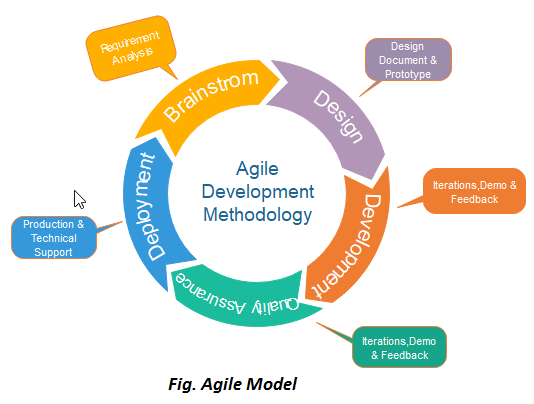 Requirement
Analysis
Brainstrom
Design
Document &
Prototype
Design
Agile
Development
Methodology
Iterations,Demo &
Feedback
Development
Deployment
Production &
Technical
Support
Quality Assurance
Iterations,Demo
& Feedback
Fig. Agile Model